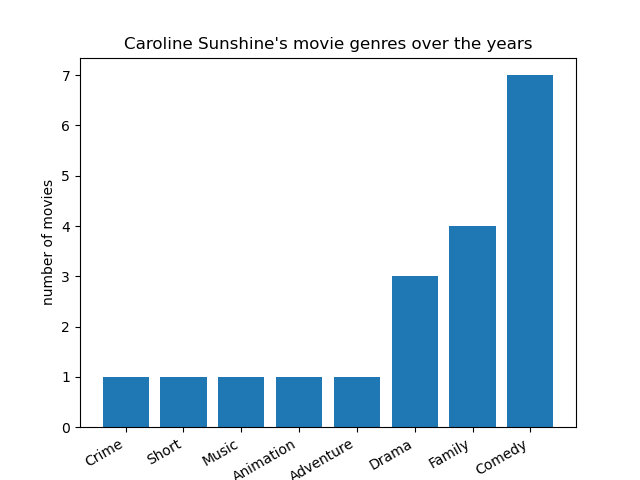 Caroline Sunshine's movie genres over the years
number of movies
7
6
5
4
3
2
1
0
Crime
Short
Music
Animation
Adventure
Drama
Family
Comedy